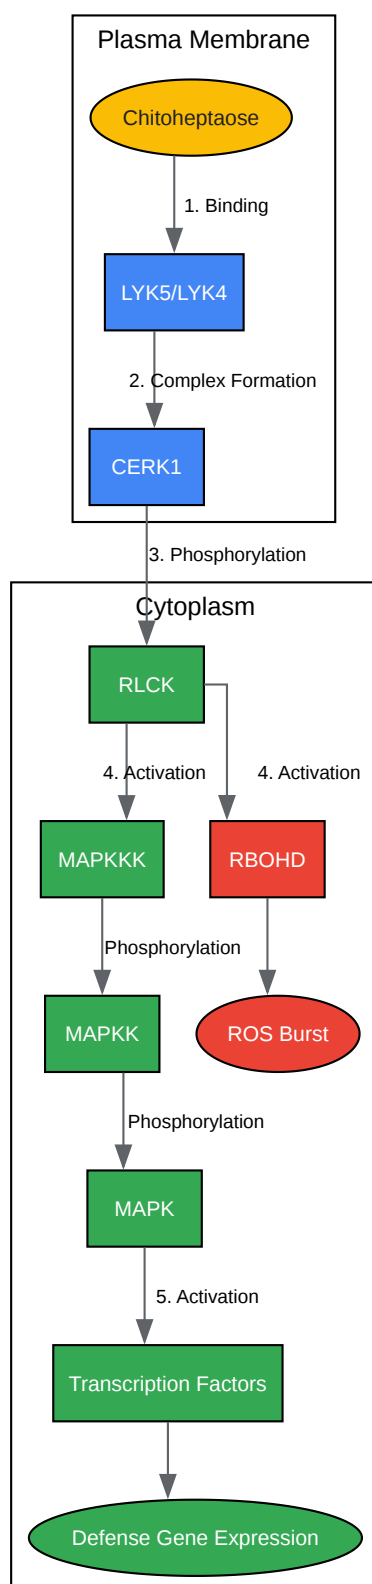 Plasma Membrane
Chitoheptaose
1. Binding
LYK5/LYK4
2. Complex Formation
CERK1
3. Phosphorylation
Cytoplasm
RLCK
4. Activation
4. Activation
MAPKKK
RBOHD
Phosphorylation
MAPKK
ROS Burst
Phosphorylation
MAPK
5. Activation
Transcription Factors
Defense Gene Expression